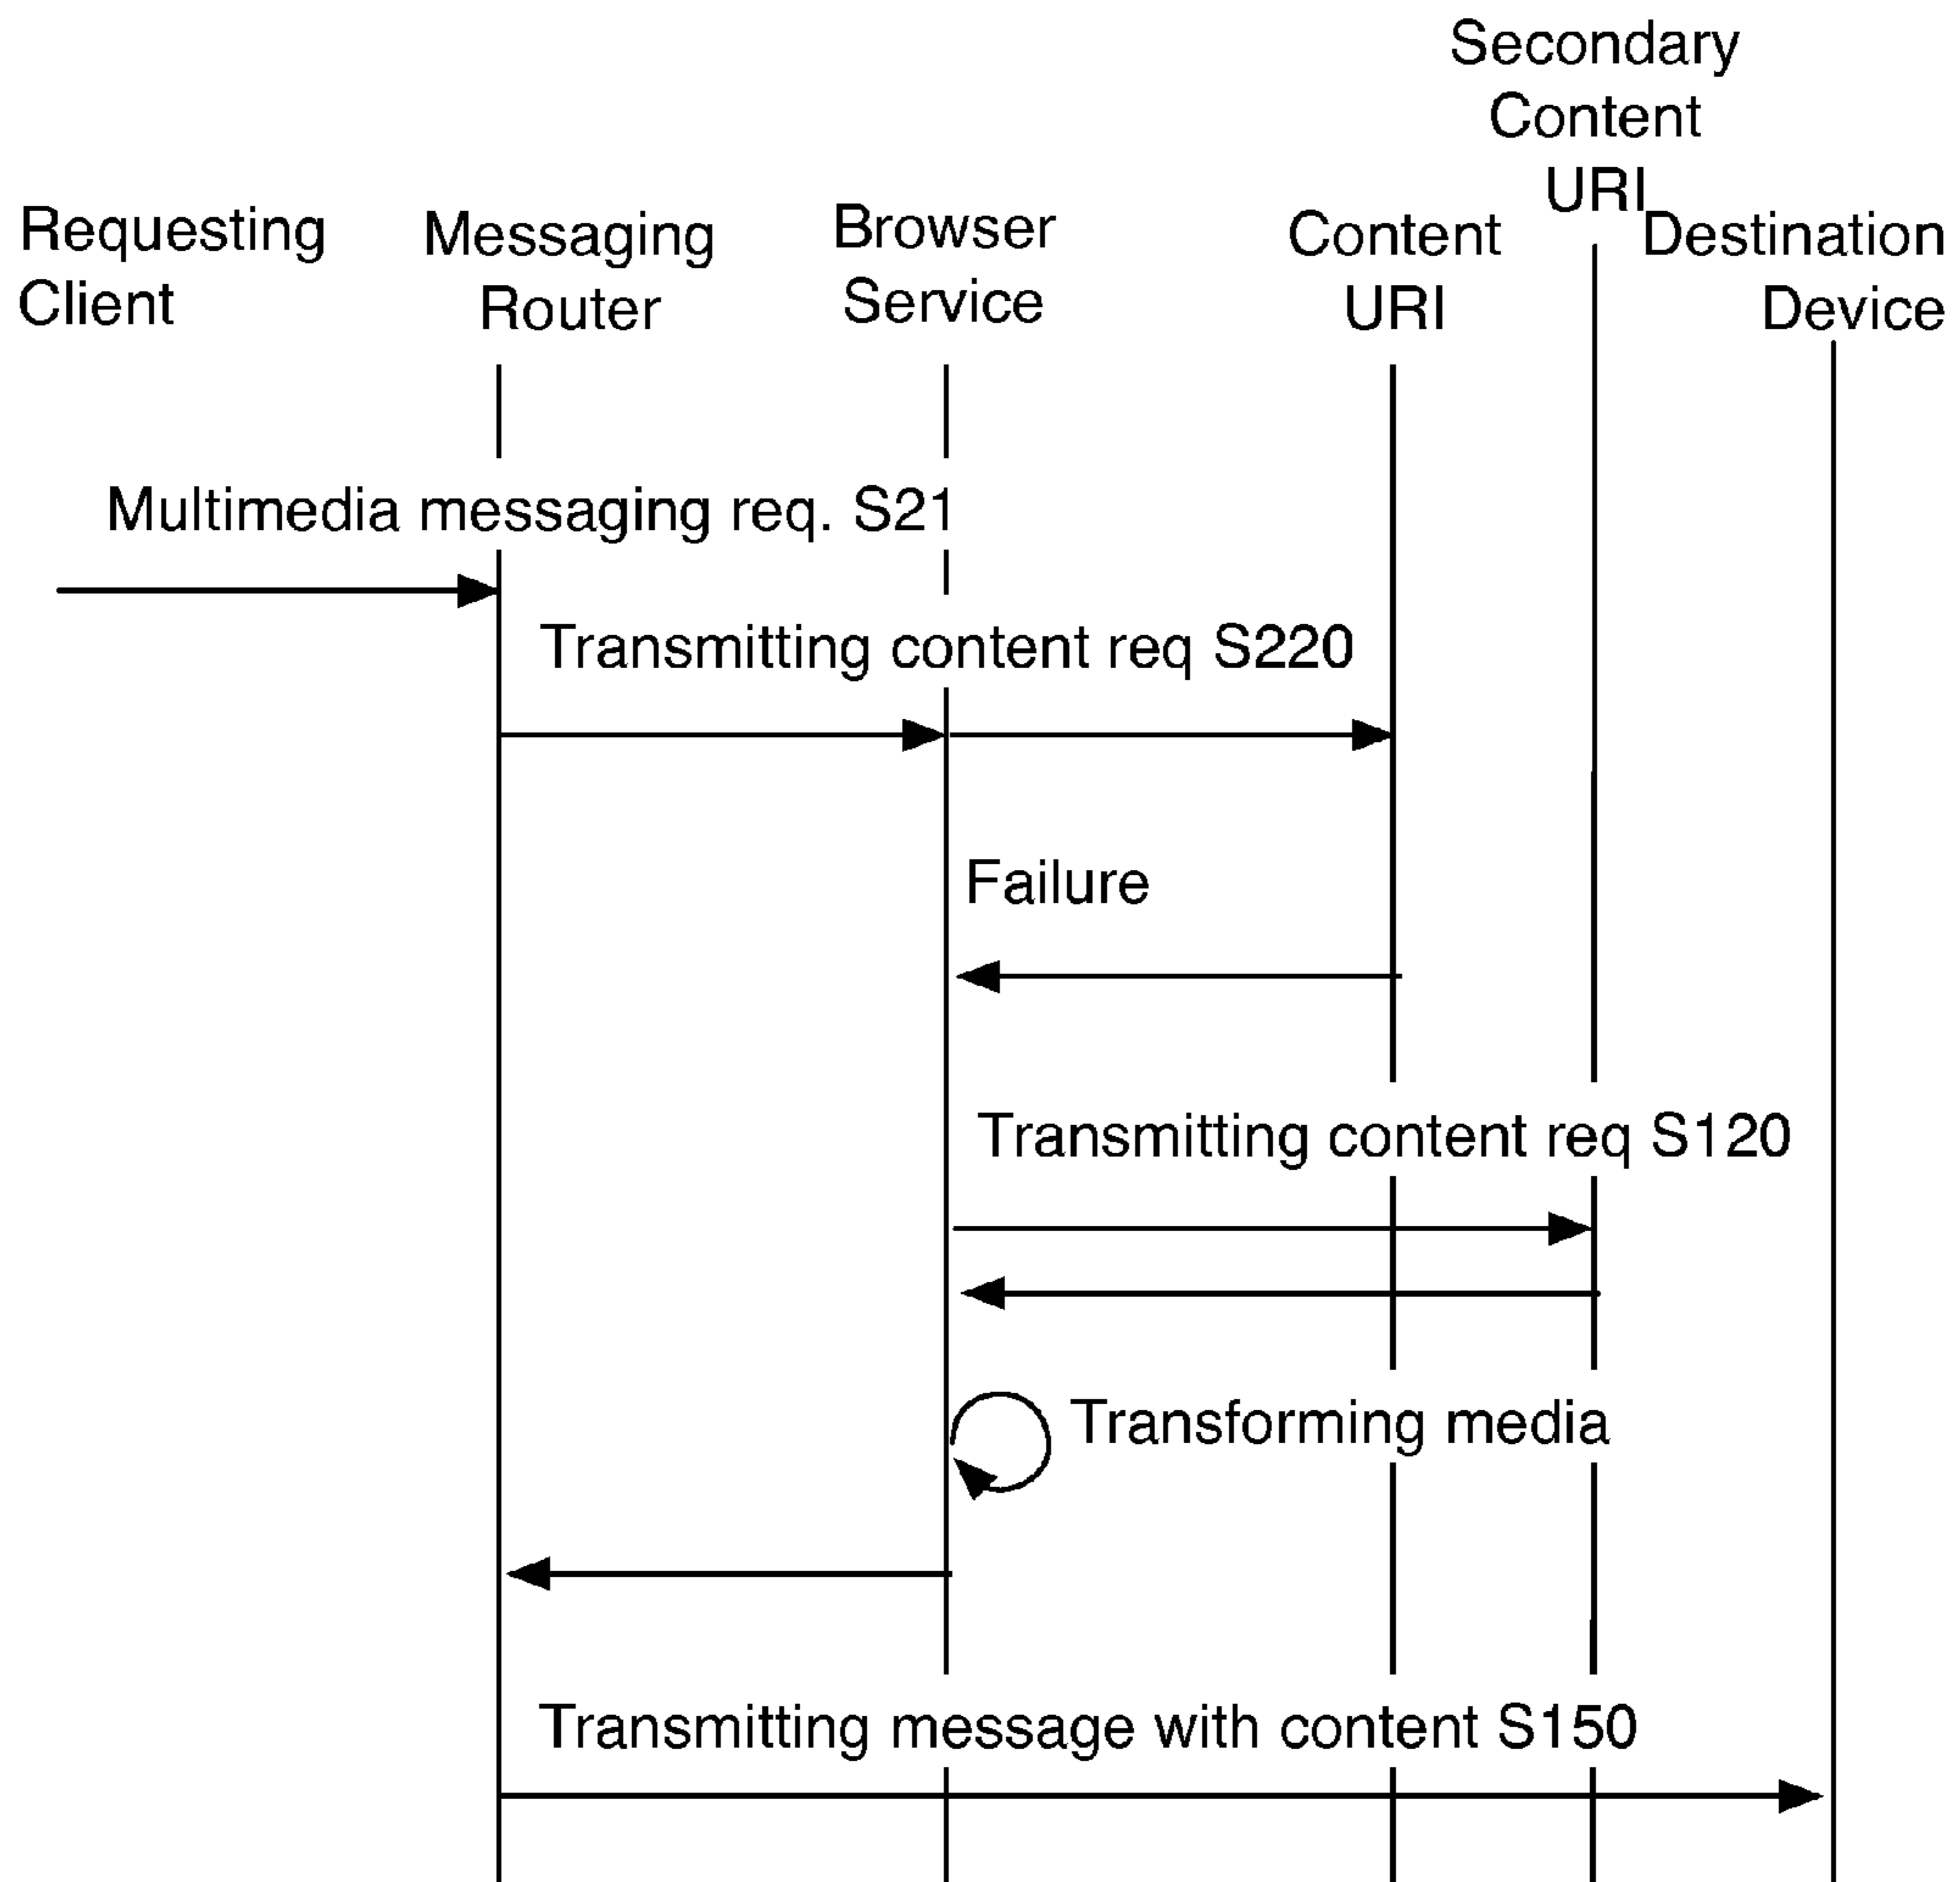 Secondary
Content
URI
Requesting
Client
Messaging
Router
Browser
Service
Content
URI
Destination
Device
Multimedia messaging req. S21
Transmitting content req S220
Failure
Transmitting content req S120
Transforming media
Transmitting message with content S150